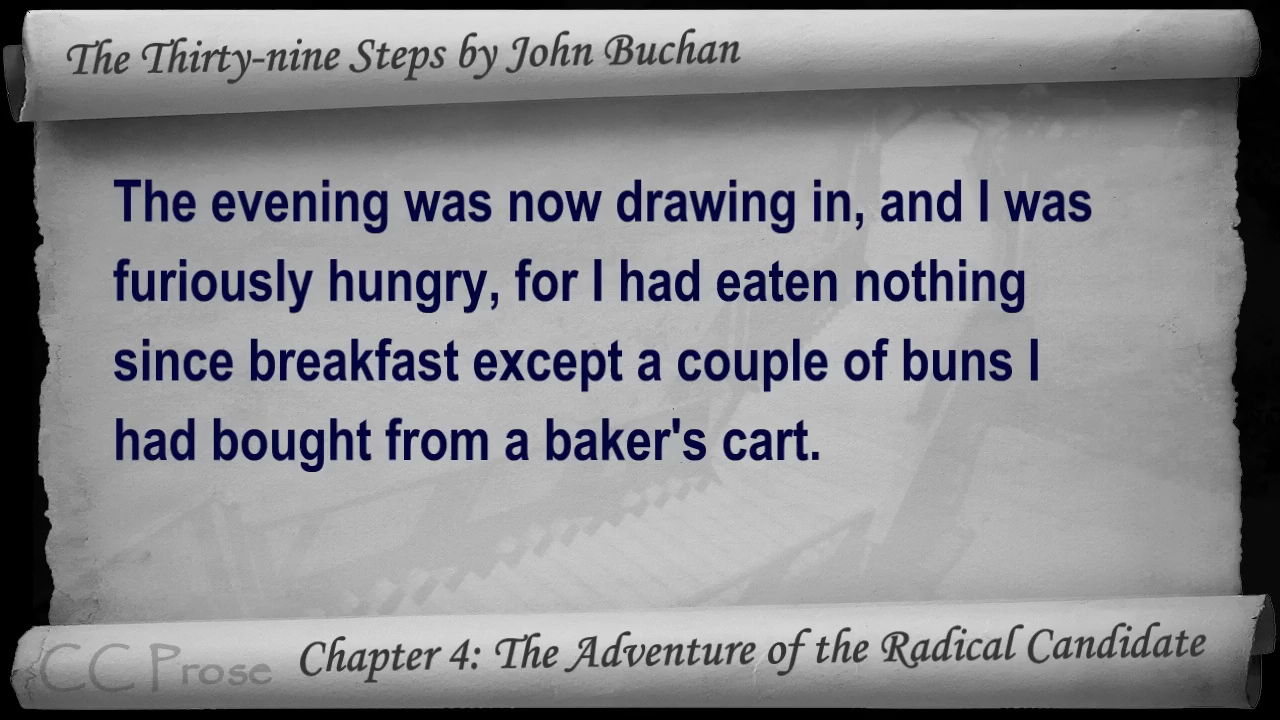 The Thirty-nine Steps by John Buchan
The evening was now drawing in, and I was
furiously hungry, for I had eaten nothing
since breakfast except a couple of buns I
had bought from a baker's cart.
CC Prose
Chapter 4: The Adventure of the Radical Candidate